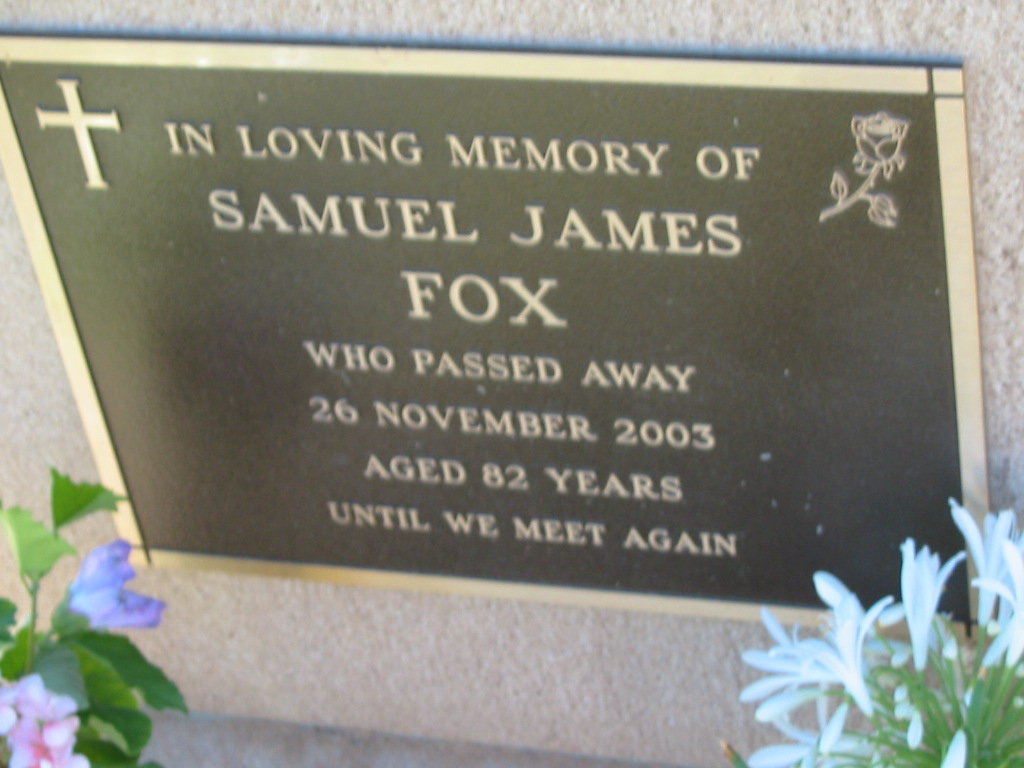 IN LOVING MEMORY OF
SAMUEL JAMES
FOX
WHO PASSED AWAY
26 NOVEMBER 2003
AGED 82 YEARS
UNTIL WE MEET AGAIN